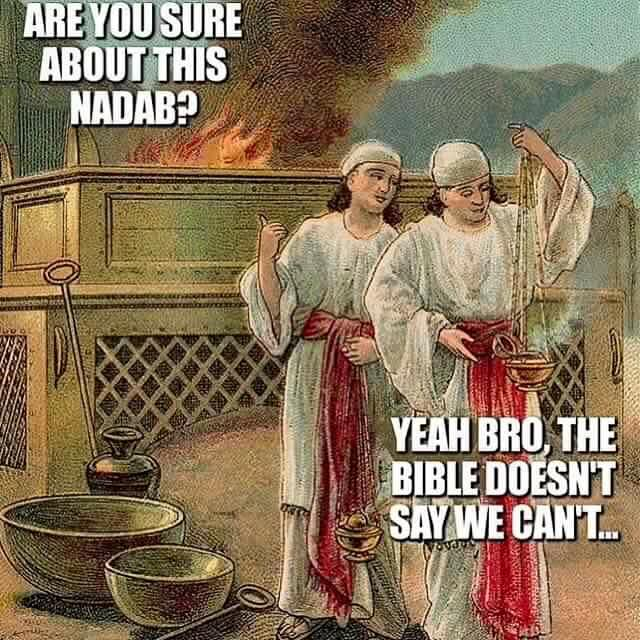 ARE YOU SURE
ABOUT THIS
NADAB?
YEAH BRO, THE
BIBLE DOESN'T
SAY WE CAN'T...